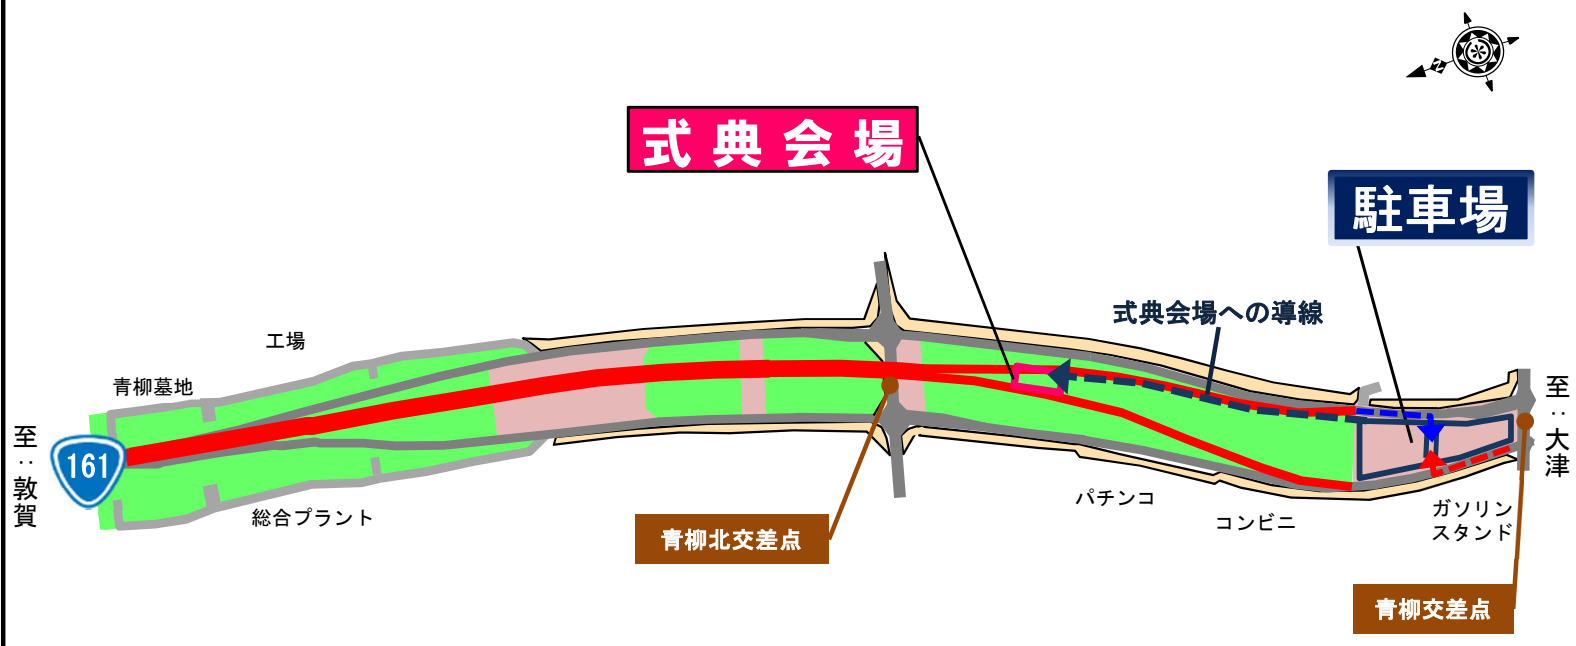 式典会場
駐車場
式典会場への導線
工場
青柳墓地
至：敦賀
161
至：大津
総合プラント
パチンコ
コンビニ
ガソリン
スタンド
青柳北交差点
青柳交差点